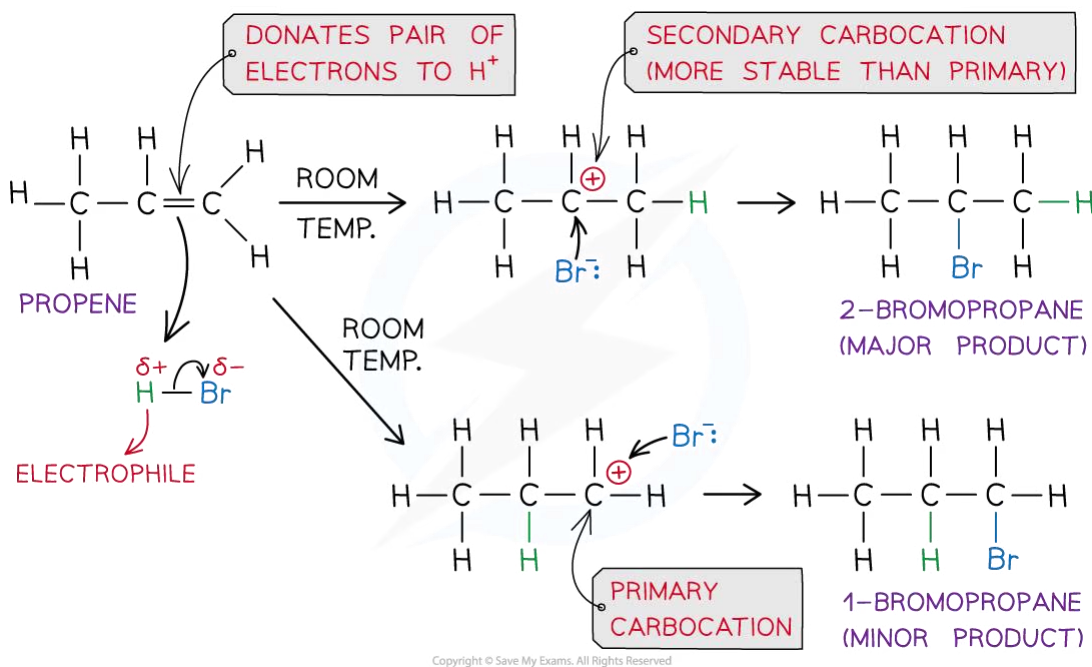 DONATES PAIR OF
ELECTRONS TO H⁺
SECONDARY CARBOCATION
(MORE STABLE THAN PRIMARY)
H H H
H C C C
H H
PROPENE
ROOM
TEMP.
H H ⊕ H
H C C C H
H Br⁻: H
H H H
H C C C H
H Br H
2-BROMOPROPANE
(MAJOR PRODUCT)
δ+ δ-
H Br
ELECTROPHILE
ROOM
TEMP.
H H H ⊕ Br⁻:
H C C C H
H H
PRIMARY
CARBOCATION
H H H
H C C C H
H H Br
1-BROMOPROPANE
(MINOR PRODUCT)
Copyright © Save My Exams. All Rights Reserved